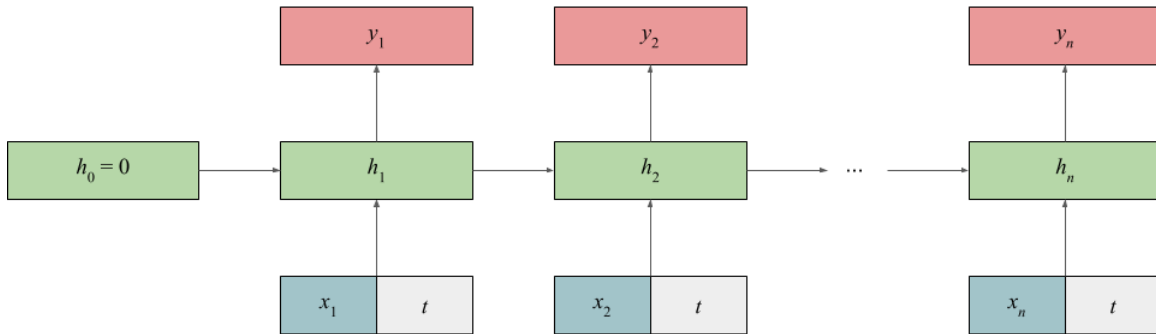 y₁ y₂ yₙ
h₀ = 0 h₁ h₂ ... hₙ
x₁ t x₂ t xₙ t